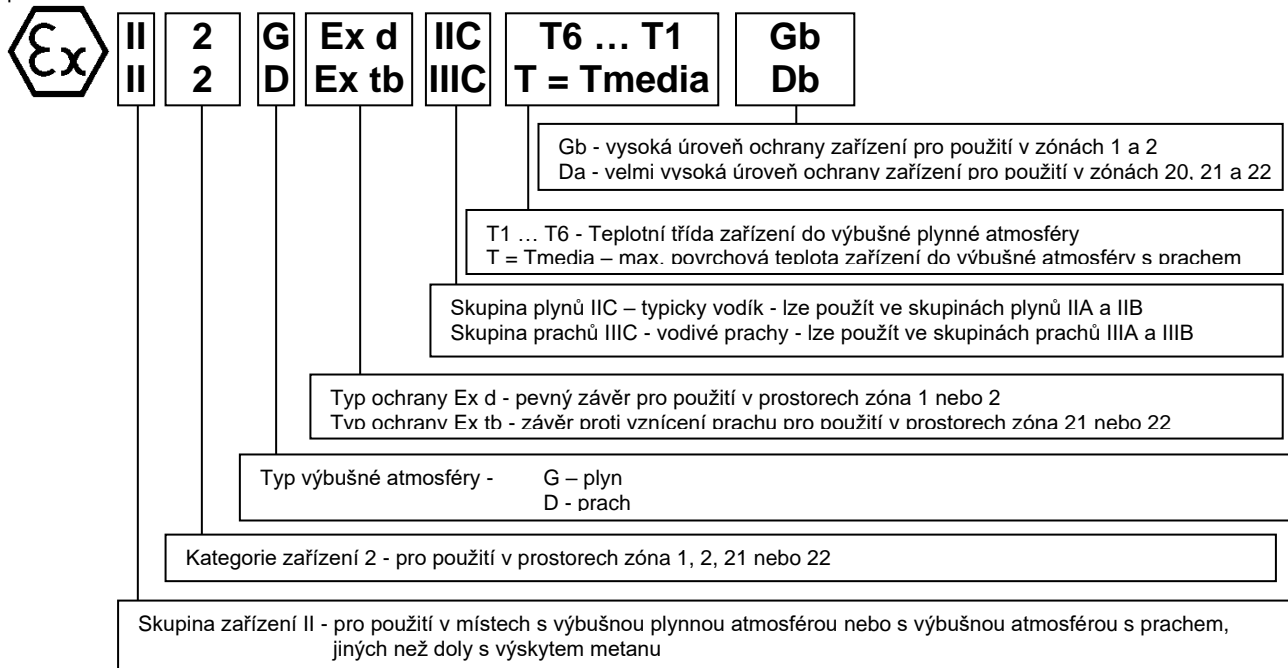 Ex II 2 G Ex d IIC T6 … T1 Gb
II 2 D Ex tb IIIC T = Tmedia Db
Gb - vysoká úroveň ochrany zařízení pro použití v zónách 1 a 2
Da - velmi vysoká úroveň ochrany zařízení pro použití v zónách 20, 21 a 22
T1 … T6 - Teplotní třída zařízení do výbušné plynné atmosféry
T = Tmedia – max. povrchová teplota zařízení do výbušné atmosféry s prachem
Skupina plynů IIC – typicky vodík - lze použít ve skupinách plynů IIA a IIB
Skupina prachů IIIC - vodivé prachy - lze použít ve skupinách prachů IIIA a IIIB
Typ ochrany Ex d - pevný závěr pro použití v prostorech zóna 1 nebo 2
Typ ochrany Ex tb - závěr proti vznícení prachu pro použití v prostorech zóna 21 nebo 22
Typ výbušné atmosféry - G – plyn
D - prach
Kategorie zařízení 2 - pro použití v prostorech zóna 1, 2, 21 nebo 22
Skupina zařízení II - pro použití v místech s výbušnou plynnou atmosférou nebo s výbušnou atmosférou s prachem,
jiných než doly s výskytem metanu